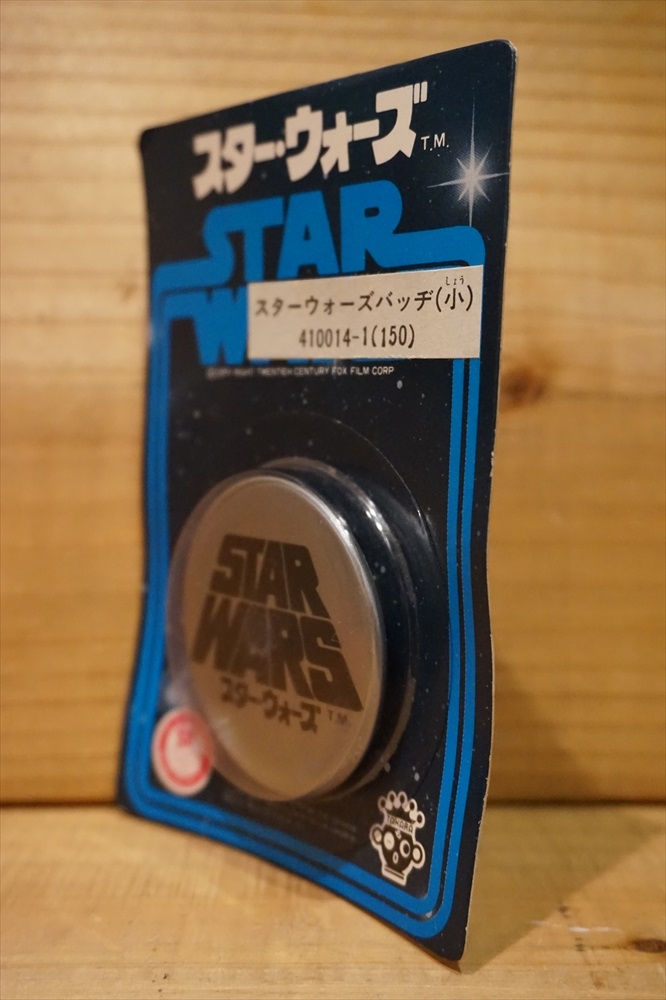 スター・ウォーズ T.M.
STAR
スターウォーズバッヂ(小)
しょう
410014-1(150)
TWENTIETH CENTURY FOX FILM CORP
STAR
WARS
スター・ウォーズ T.M.